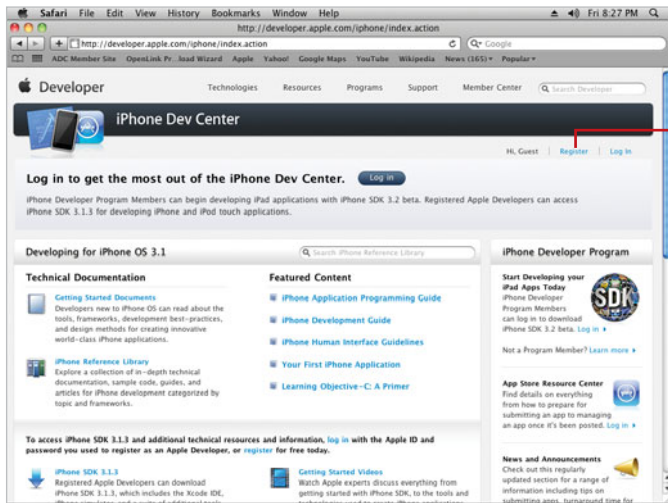 Safari File Edit View History Bookmarks Window Help Fri 8:27 PM
http://developer.apple.com/iphone/index.action
http://developer.apple.com/iphone/index.action Google
ADC Member Site OpenLink Pr...load Wizard Apple Yahoo! Google Maps YouTube Wikipedia News (165) Popular
Developer Technologies Resources Programs Support Member Center Search Developer
iPhone Dev Center
Hi, Guest | Register | Log In
Log in to get the most out of the iPhone Dev Center. Log in
iPhone Developer Program Members can begin developing iPad applications with iPhone SDK 3.2 beta. Registered Apple Developers can access
iPhone SDK 3.1.3 for developing iPhone and iPod touch applications.
Developing for iPhone OS 3.1
Search iPhone Reference Library
Technical Documentation
Getting Started Documents
Developers new to iPhone OS can read about the
tools, frameworks, development best-practices,
and design methods for creating innovative
world-class iPhone applications.
iPhone Reference Library
Explore a collection of in-depth technical
documentation, sample code, guides, and
articles for iPhone development categorized by
topic and frameworks.
Featured Content
iPhone Application Programming Guide
iPhone Development Guide
iPhone Human Interface Guidelines
Your First iPhone Application
Learning Objective-C: A Primer
To access iPhone SDK 3.1.3 and additional technical resources and information, log in with the Apple ID and
password you used to register as an Apple Developer, or register for free today.
iPhone SDK 3.1.3
Registered Apple Developers can download
iPhone SDK 3.1.3, which includes the Xcode IDE,
Getting Started Videos
Watch Apple experts discuss everything from
getting started with iPhone SDK, to the tools and
iPhone Developer Program
Start Developing your
iPad Apps Today
iPhone Developer
Program Members
can log in to download
iPhone SDK 3.2 beta. Log in
SDK
Not a Program Member? Learn more
App Store Resource Center
Find details on everything
from how to prepare for
submitting an app to managing
an app once it's been posted. Log in
News and Announcements
Check out this regularly
updated section for a range of
information including tips on
submitting apps, turnaround time for